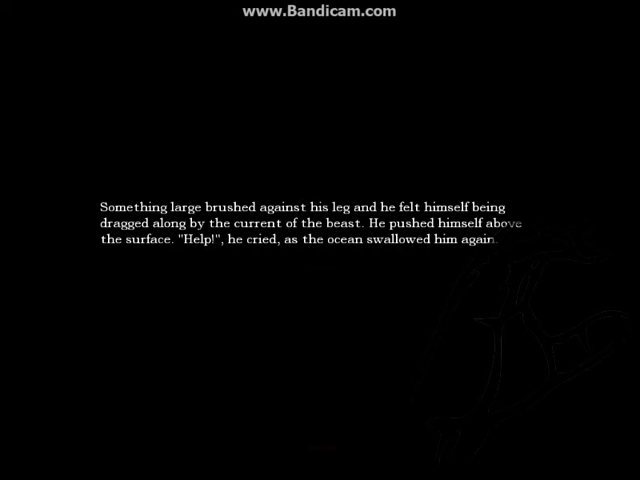 www.Bandicam.com
Something large brushed against his leg and he felt himself being
dragged along by the current of the beast. He pushed himself above
the surface. "Help!", he cried, as the ocean swallowed him again.